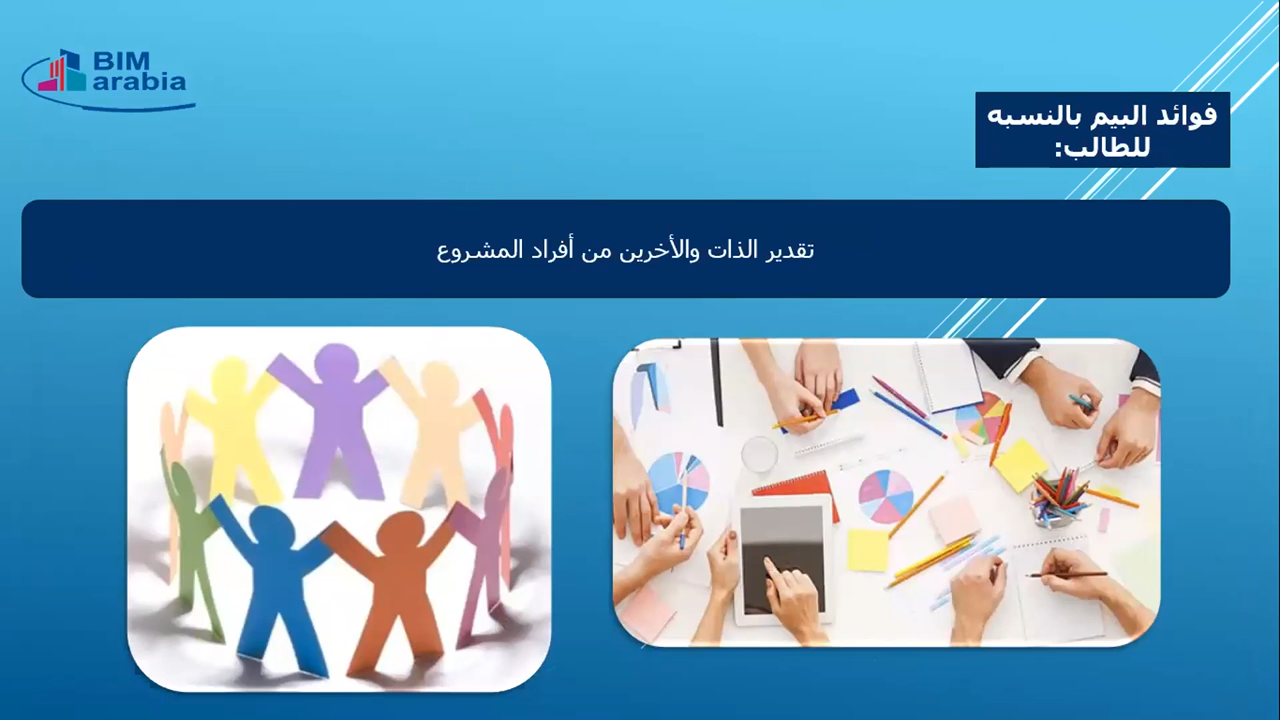 BIM
arabia
فوائد البيم بالنسبه
للطالب:
تقدير الذات والأخرين من أفراد المشروع